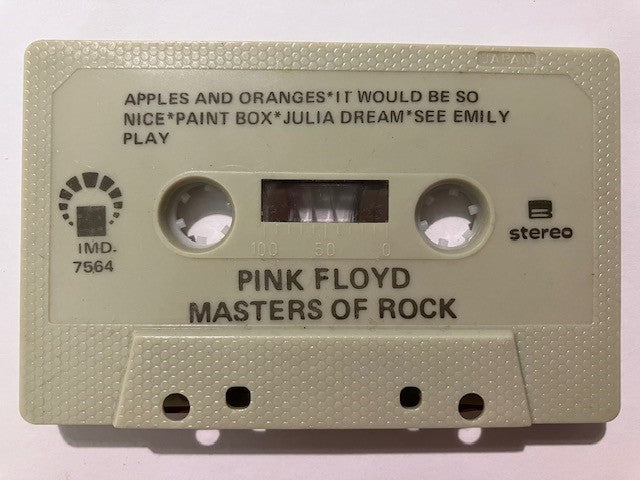 JAPAN
APPLES AND ORANGES*IT WOULD BE SO
NICE*PAINT BOX*JULIA DREAM*SEE EMILY
PLAY
IMD.
7564
100 50 0
B
stereo
PINK FLOYD
MASTERS OF ROCK